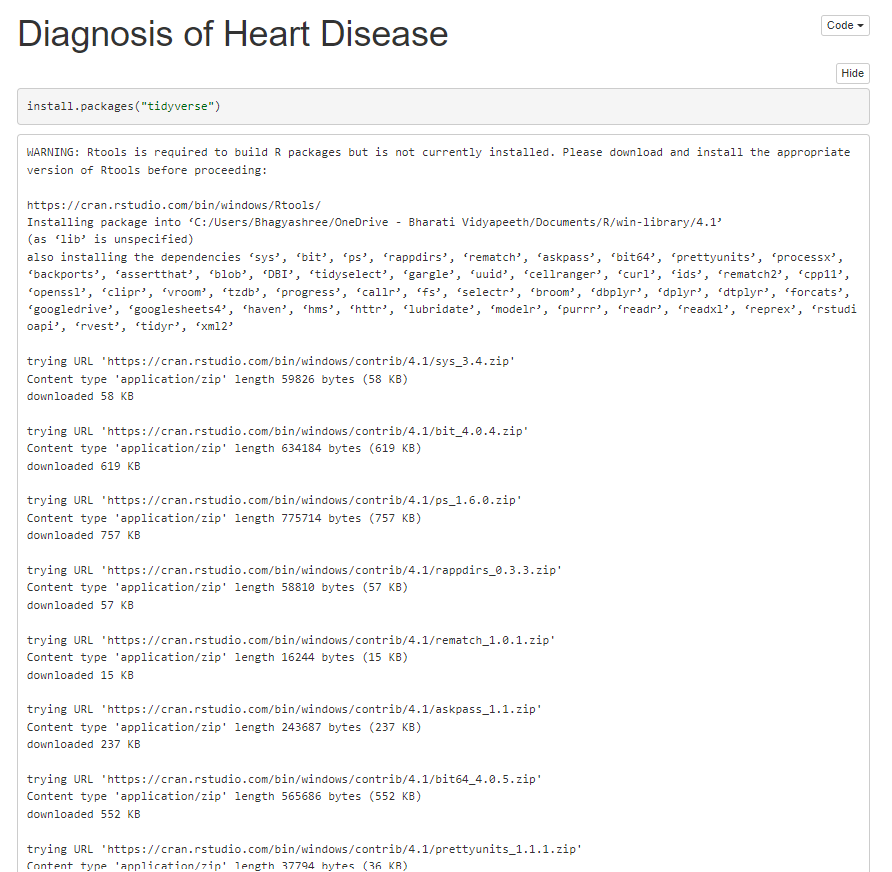 Diagnosis of Heart Disease
Code
Hide
install.packages("tidyverse")
WARNING: Rtools is required to build R packages but is not currently installed. Please download and install the appropriate
version of Rtools before proceeding:
https://cran.rstudio.com/bin/windows/Rtools/
Installing package into ‘C:/Users/Bhagyashree/OneDrive - Bharati Vidyapeeth/Documents/R/win-library/4.1’
(as ‘lib’ is unspecified)
also installing the dependencies ‘sys’, ‘bit’, ‘ps’, ‘rappdirs’, ‘rematch’, ‘askpass’, ‘bit64’, ‘prettyunits’, ‘processx’,
‘backports’, ‘assertthat’, ‘blob’, ‘DBI’, ‘tidyselect’, ‘gargle’, ‘uuid’, ‘cellranger’, ‘curl’, ‘ids’, ‘rematch2’, ‘cpp11’,
‘openssl’, ‘clipr’, ‘vroom’, ‘tzdb’, ‘progress’, ‘callr’, ‘fs’, ‘selectr’, ‘broom’, ‘dbplyr’, ‘dplyr’, ‘dtplyr’, ‘forcats’,
‘googledrive’, ‘googlesheets4’, ‘haven’, ‘hms’, ‘httr’, ‘lubridate’, ‘modelr’, ‘purrr’, ‘readr’, ‘readxl’, ‘reprex’, ‘rstudi
oapi’, ‘rvest’, ‘tidyr’, ‘xml2’
trying URL 'https://cran.rstudio.com/bin/windows/contrib/4.1/sys_3.4.zip'
Content type 'application/zip' length 59826 bytes (58 KB)
downloaded 58 KB
trying URL 'https://cran.rstudio.com/bin/windows/contrib/4.1/bit_4.0.4.zip'
Content type 'application/zip' length 634184 bytes (619 KB)
downloaded 619 KB
trying URL 'https://cran.rstudio.com/bin/windows/contrib/4.1/ps_1.6.0.zip'
Content type 'application/zip' length 775714 bytes (757 KB)
downloaded 757 KB
trying URL 'https://cran.rstudio.com/bin/windows/contrib/4.1/rappdirs_0.3.3.zip'
Content type 'application/zip' length 58810 bytes (57 KB)
downloaded 57 KB
trying URL 'https://cran.rstudio.com/bin/windows/contrib/4.1/rematch_1.0.1.zip'
Content type 'application/zip' length 16244 bytes (15 KB)
downloaded 15 KB
trying URL 'https://cran.rstudio.com/bin/windows/contrib/4.1/askpass_1.1.zip'
Content type 'application/zip' length 243687 bytes (237 KB)
downloaded 237 KB
trying URL 'https://cran.rstudio.com/bin/windows/contrib/4.1/bit64_4.0.5.zip'
Content type 'application/zip' length 565686 bytes (552 KB)
downloaded 552 KB
trying URL 'https://cran.rstudio.com/bin/windows/contrib/4.1/prettyunits_1.1.1.zip'
Content type 'application/zip' length 37794 bytes (36 KB)